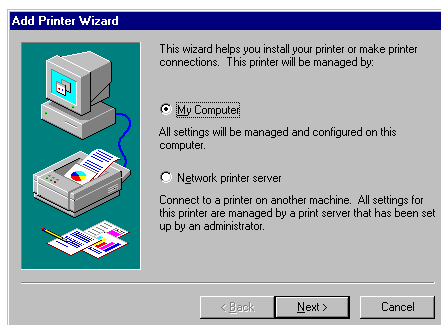 Add Printer Wizard
This wizard helps you install your printer or make printer
connections.  This printer will be managed by:
My Computer
All settings will be managed and configured on this
computer.
Network printer server
Connect to a printer on another machine.  All settings for
this printer are managed by a print server that has been set
up by an administrator.
< Back
Next >
Cancel